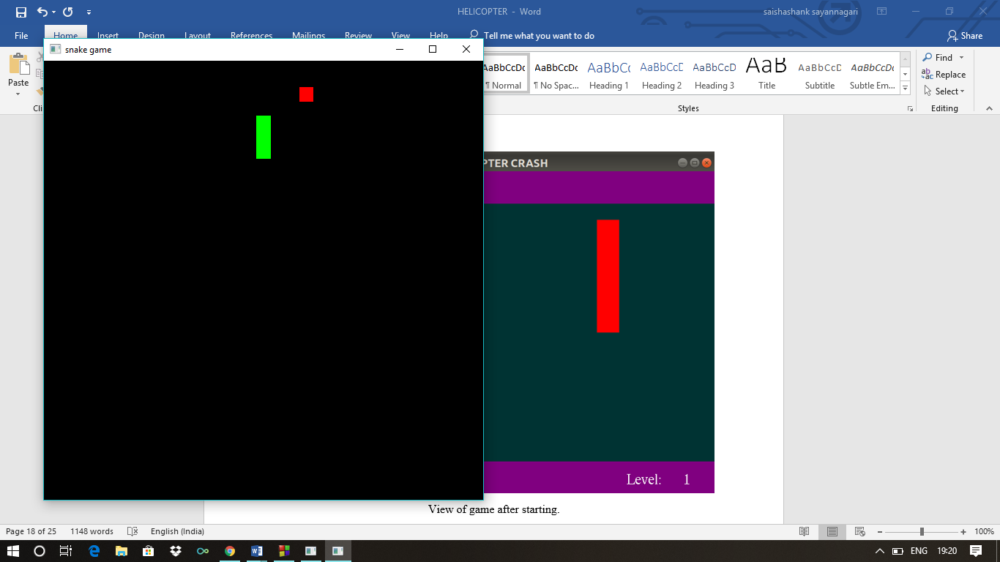 HELICOPTER - Word
saishashank sayannagari
File Home Insert Design Layout References Mailings Review View Help Tell me what you want to do Share
snake game
Paste
AaBbCcDc AaBbCcDc AaBbC( AaBbCcD AaBbCcD AaB AaBbCcD AaBbCcDc
¶ Normal ¶ No Spac... Heading 1 Heading 2 Heading 3 Title Subtitle Subtle Em...
Find
Replace
Select
Cli
Styles
Editing
PTER CRASH
Level: 1
View of game after starting.
Page 18 of 25 1148 words English (India) 100%
ENG 19:20